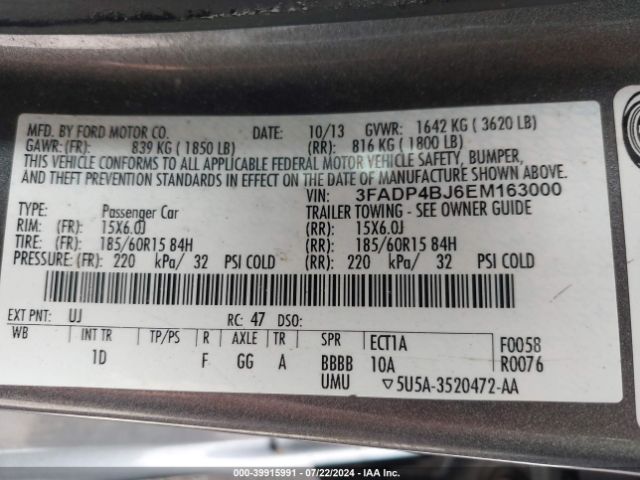 MFD. BY FORD MOTOR CO. DATE: 10/13 GVWR: 1642 KG ( 3620 LB)
GAWR: (FR): 839 KG ( 1850 LB) (RR): 816 KG ( 1800 LB)
THIS VEHICLE CONFORMS TO ALL APPLICABLE FEDERAL MOTOR VEHICLE SAFETY, BUMPER,
AND THEFT PREVENTION STANDARDS IN EFFECT ON THE DATE OF MANUFACTURE SHOWN ABOVE.
VIN: 3FADP4BJ6EM163000
TYPE: Passenger Car TRAILER TOWING - SEE OWNER GUIDE
RIM: (FR): 15X6.0J (RR): 15X6.0J
TIRE: (FR): 185/60R15 84H (RR): 185/60R15 84H
PRESSURE: (FR): 220 kPa/ 32 PSI COLD (RR): 220 kPa/ 32 PSI COLD
EXT PNT: UJ RC: 47 DSO:
WB INT TR TP/PS R AXLE TR SPR ECT1A F0058
1D F GG A BBBB 10A R0076
UMU ▽5U5A-3520472-AA
000-39915991 - 07/22/2024 - IAA Inc.